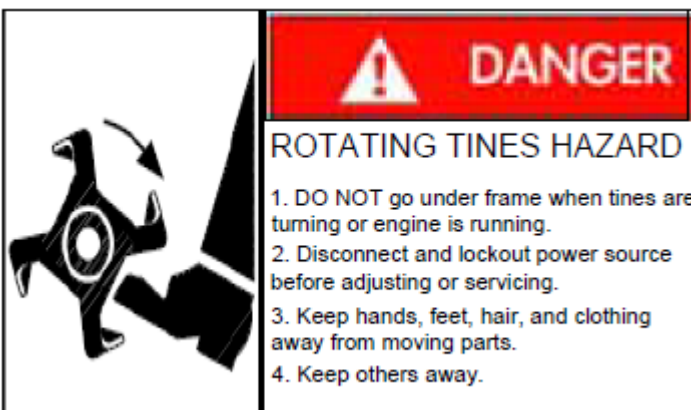 DANGER
ROTATING TINES HAZARD
1. DO NOT go under frame when tines are
turning or engine is running.
2. Disconnect and lockout power source
before adjusting or servicing.
3. Keep hands, feet, hair, and clothing
away from moving parts.
4. Keep others away.